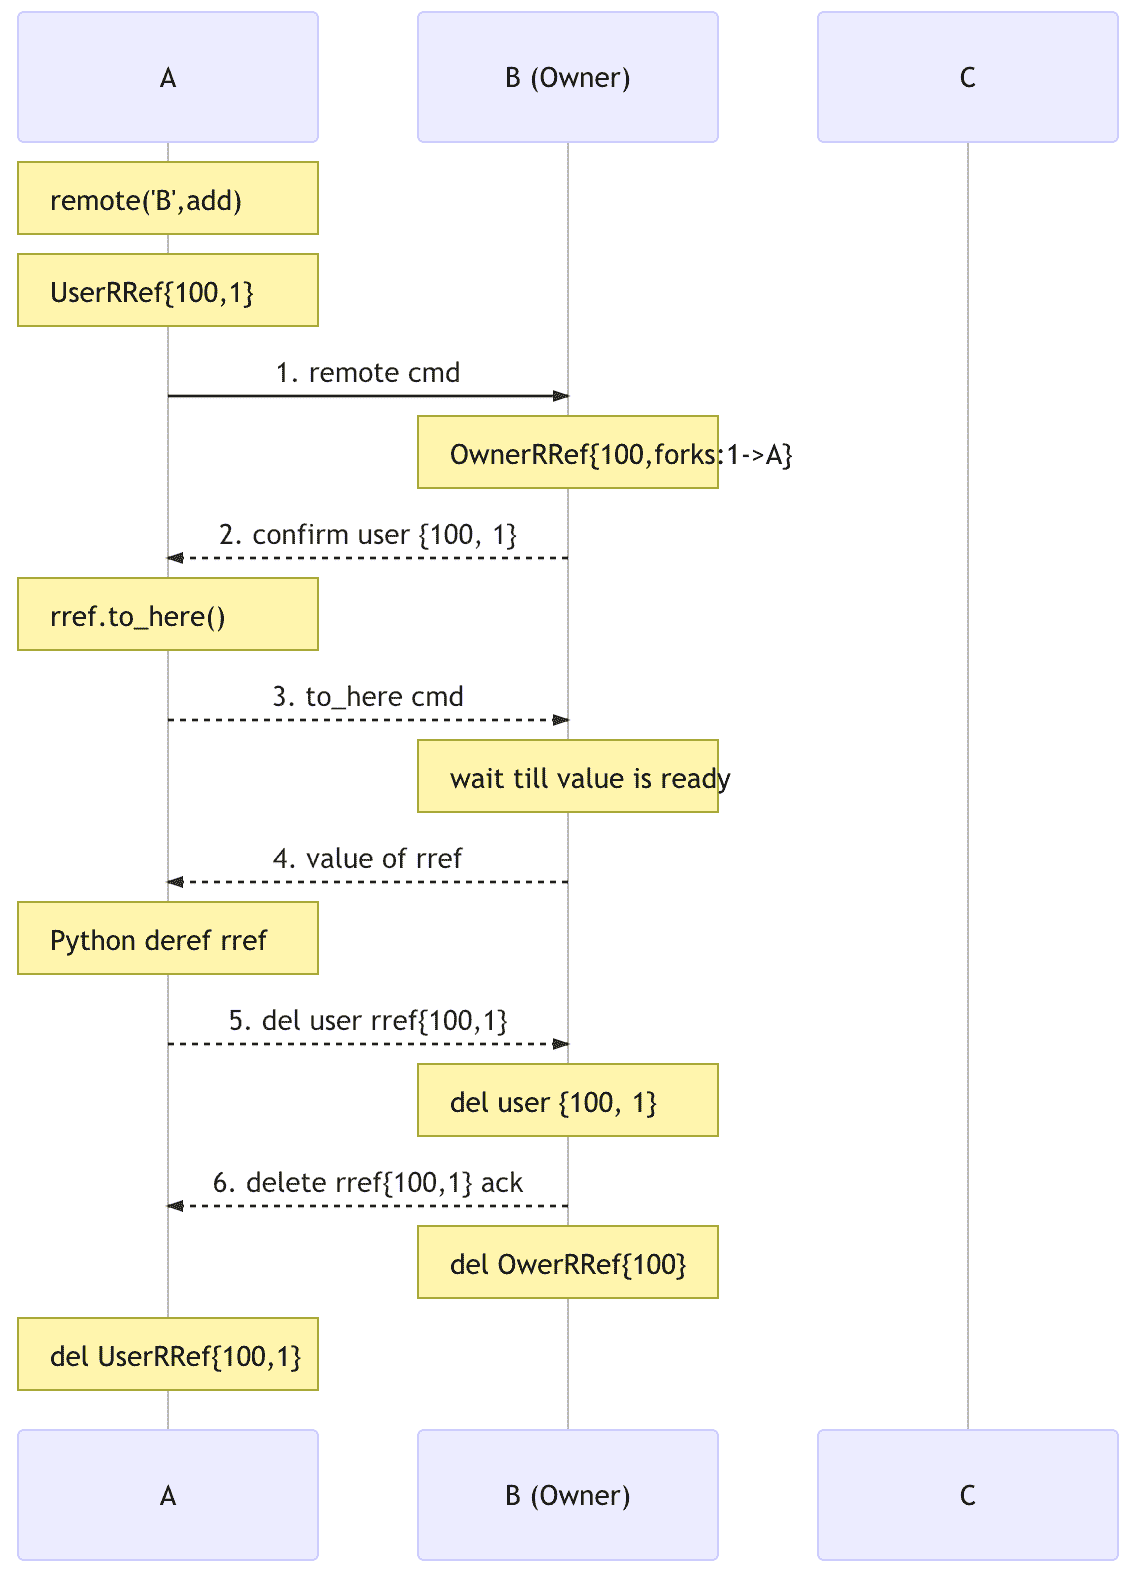 A
B (Owner)
C
remote('B',add)
UserRRef{100,1}
1. remote cmd
OwnerRRef{100,forks:1->A}
2. confirm user {100, 1}
rref.to_here()
3. to_here cmd
wait till value is ready
4. value of rref
Python deref rref
5. del user rref{100,1}
del user {100, 1}
6. delete rref{100,1} ack
del OwerRRef{100}
del UserRRef{100,1}
A
B (Owner)
C